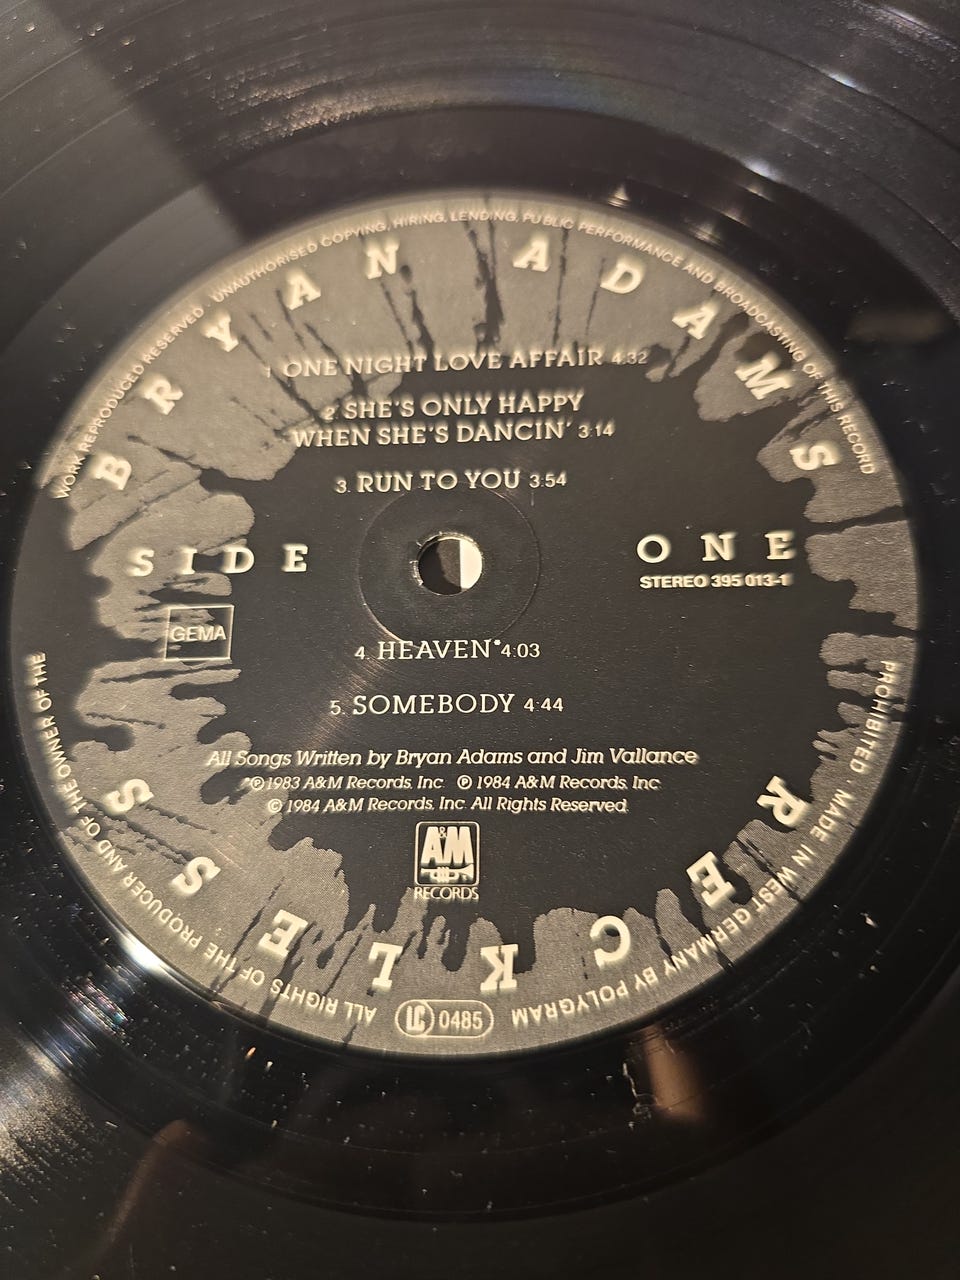 WORK REPRODUCED RESERVED · UNAUTHORISED COPYING, HIRING, LENDING, PUBLIC PERFORMANCE AND BROADCASTING OF THIS RECORD
PROHIBITED · MADE IN WEST GERMANY BY POLYGRAM
BRYAN ADAMS
1. ONE NIGHT LOVE AFFAIR 4:32
2. SHE'S ONLY HAPPY
WHEN SHE'S DANCIN' 3:14
3. RUN TO YOU 3:54
SIDE ONE
STEREO 395 013-1
GEMA
4. HEAVEN* 4:03
5. SOMEBODY 4:44
All Songs Written by Bryan Adams and Jim Vallance
*℗ 1983 A&M Records, Inc. ℗ 1984 A&M Records, Inc.
© 1984 A&M Records, Inc. All Rights Reserved.
A&M
RECORDS
RECKLESS
LC 0485
ALL RIGHTS OF THE PRODUCER AND OF THE OWNER OF THE